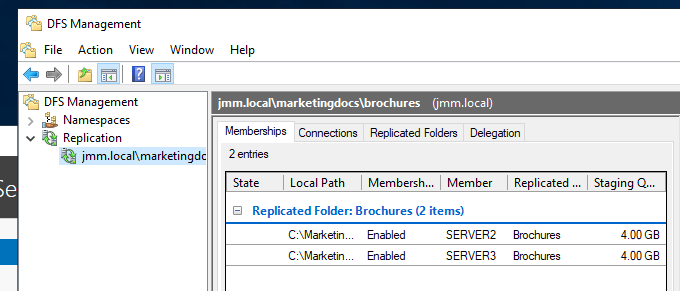 DFS Management
File Action View Window Help
DFS Management
Namespaces
Replication
jmm.local\marketingdo
jmm.local\marketingdocs\brochures (jmm.local)
Memberships Connections Replicated Folders Delegation
2 entries
State Local Path Membersh... Member Replicated ... Staging Q...
Replicated Folder: Brochures (2 items)
C:\Marketin... Enabled SERVER2 Brochures 4.00 GB
C:\Marketin... Enabled SERVER3 Brochures 4.00 GB